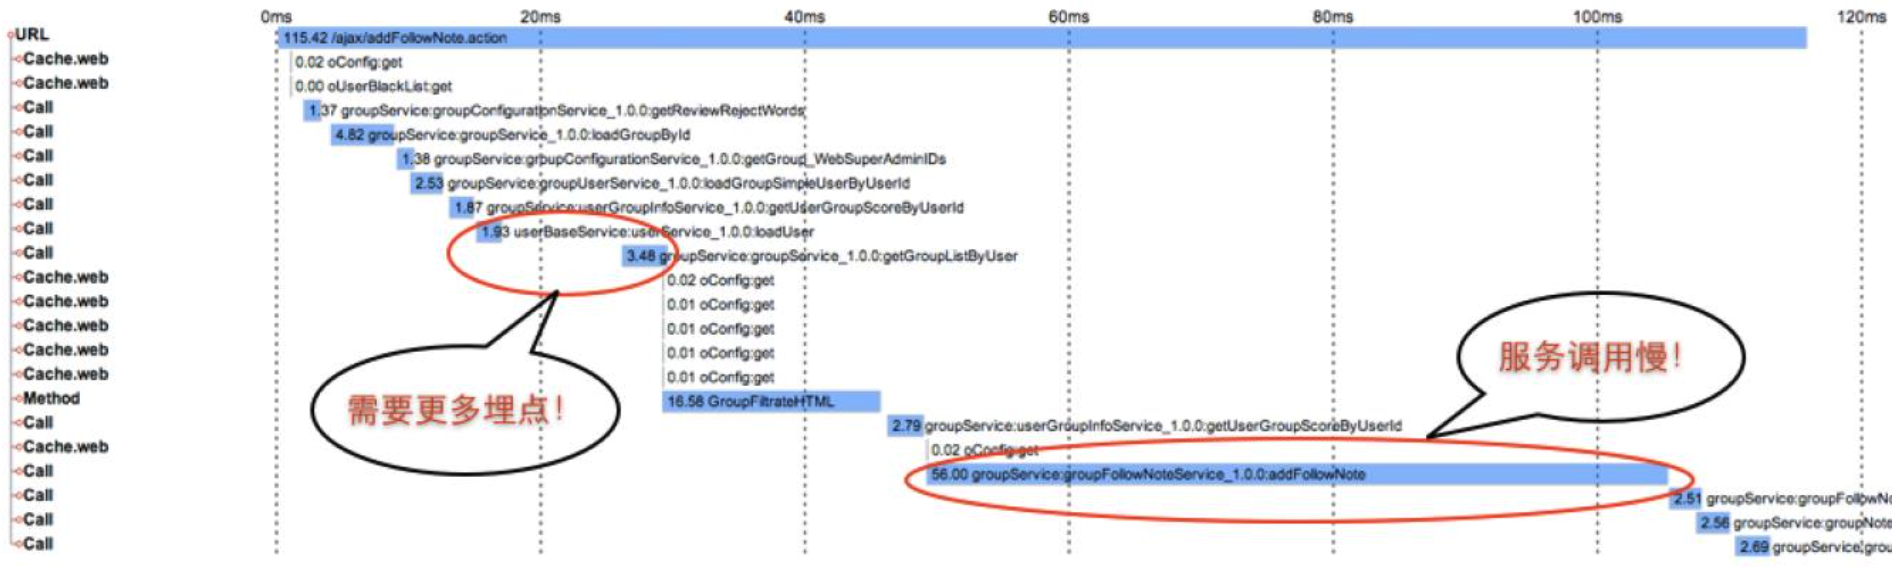 0ms 20ms 40ms 60ms 80ms 100ms 120ms
URL 115.42 /ajax/addFollowNote.action
Cache.web 0.02 oConfig:get
Cache.web 0.00 oUserBlackList:get
Call 1.37 groupService:groupConfigurationService_1.0.0:getReviewRejectWords
Call 4.82 groupService:groupService_1.0.0:loadGroupById
Call 1.38 groupService:groupConfigurationService_1.0.0:getGroup_WebSuperAdminIDs
Call 2.53 groupService:groupUserService_1.0.0:loadGroupSimpleUserByUserId
Call 1.87 groupService:userGroupInfoService_1.0.0:getUserGroupScoreByUserId
Call 1.93 userBaseService:userService_1.0.0:loadUser
Call 3.48 groupService:groupService_1.0.0:getGroupListByUser
Cache.web 0.02 oConfig:get
Cache.web 0.01 oConfig:get
Cache.web 0.01 oConfig:get
Cache.web 0.01 oConfig:get
服务调用慢!
Cache.web 0.01 oConfig:get
Method 16.58 GroupFiltrateHTML
需要更多埋点!
Call 2.79 groupService:userGroupInfoService_1.0.0:getUserGroupScoreByUserId
Cache.web 0.02 oConfig:get
Call 56.00 groupService:groupFollowNoteService_1.0.0:addFollowNote
Call 2.51 groupService:groupFollowNo
Call 2.56 groupService:groupNote
Call 2.69 groupService:grou